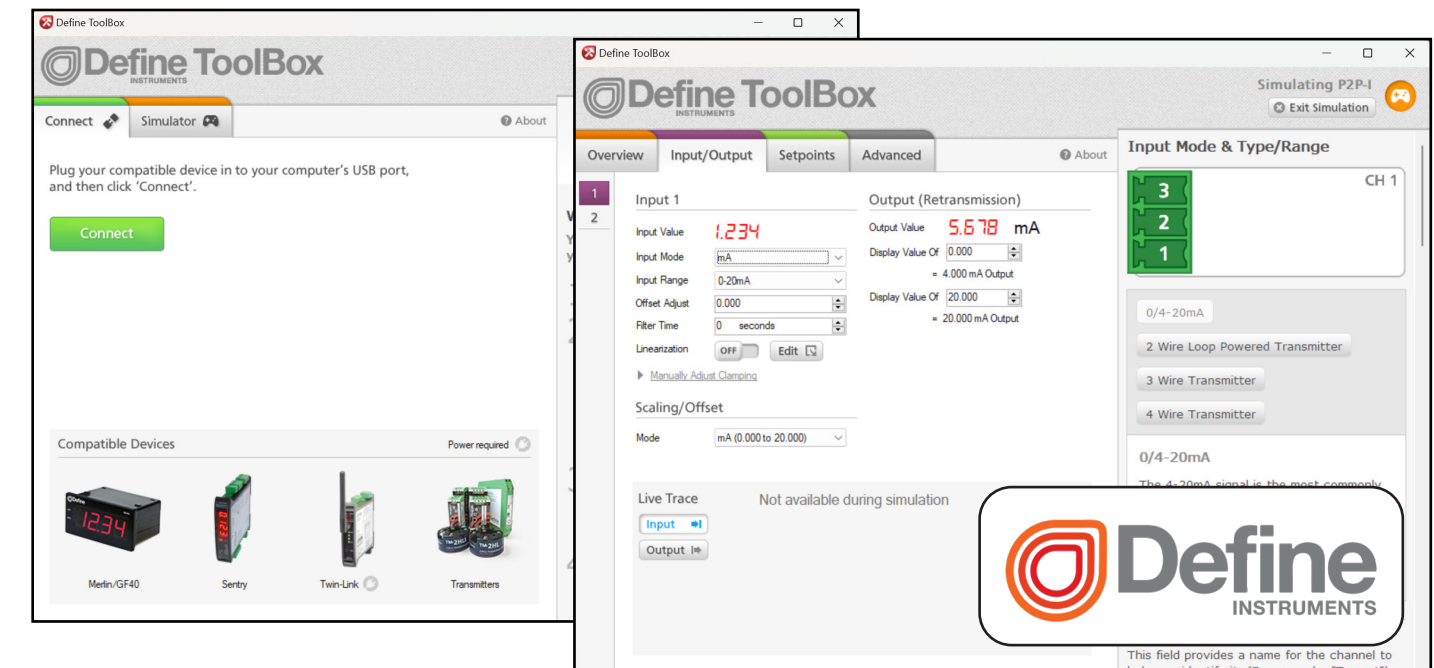 Define ToolBox
Define ToolBox
INSTRUMENTS
Connect
Simulator
About
Plug your compatible device in to your computer's USB port,
and then click 'Connect'.
Connect
Compatible Devices
Power required
Define
1234
TM-2HU
TM-2HL
Merlin/GF40
Sentry
Twin-Link
Transmitters
Define ToolBox
Define ToolBox
INSTRUMENTS
Simulating P2P-I
Exit Simulation
Overview
Input/Output
Setpoints
Advanced
About
1
2
Input 1
Input Value 1.234
Input Mode mA
Input Range 0-20mA
Offset Adjust 0.000
Filter Time 0 seconds
Linearization OFF Edit
Manually Adjust Clamping
Scaling/Offset
Mode mA (0.000 to 20.000)
Output (Retransmission)
Output Value 5.678 mA
Display Value Of 0.000
= 4.000 mA Output
Display Value Of 20.000
= 20.000 mA Output
Live Trace
Not available during simulation
Input
Output
Input Mode & Type/Range
CH 1
3
2
1
0/4-20mA
2 Wire Loop Powered Transmitter
3 Wire Transmitter
4 Wire Transmitter
0/4-20mA
The 4-20mA signal is the most commonly
Define
INSTRUMENTS
This field provides a name for the channel to